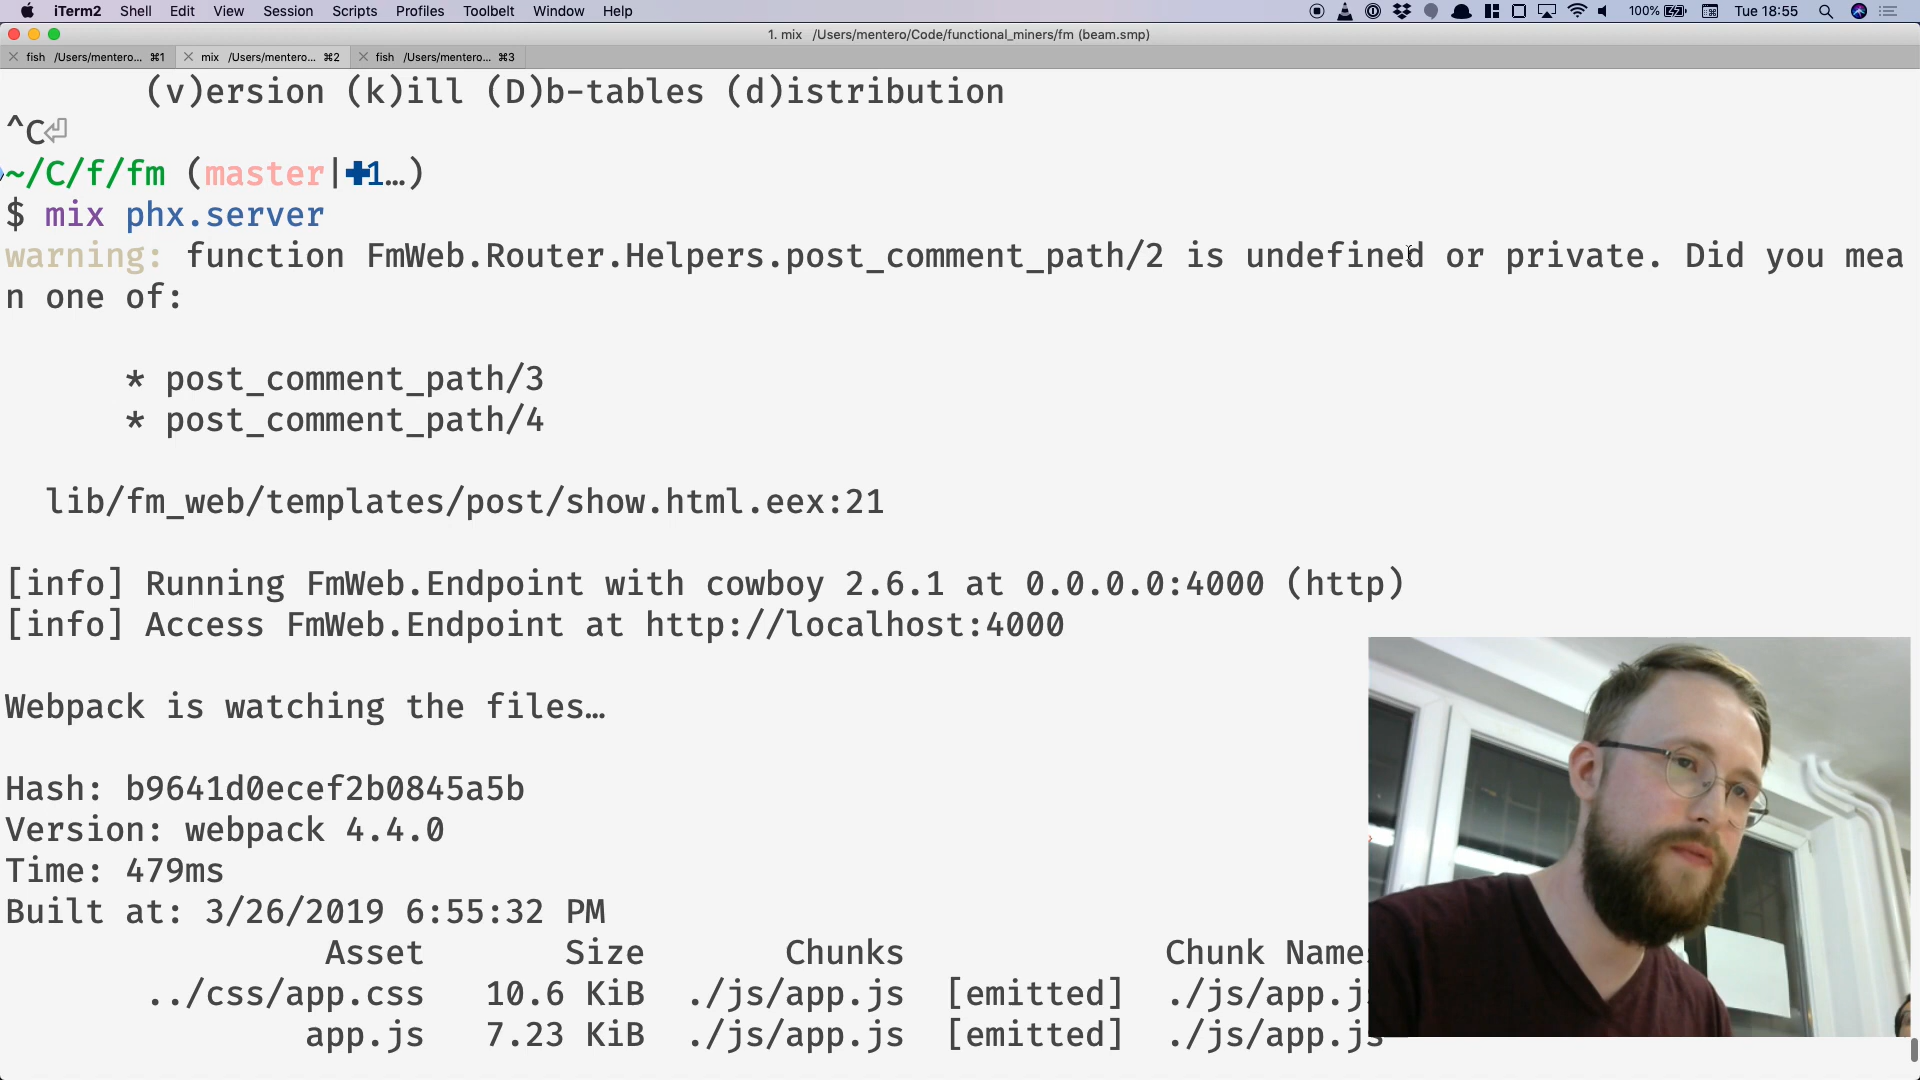 iTerm2 Shell Edit View Session Scripts Profiles Toolbelt Window Help 100% Tue 18:55
1. mix /Users/mentero/Code/functional_miners/fm (beam.smp)
fish /Users/mentero... ⌘1 mix /Users/mentero... ⌘2 fish /Users/mentero... ⌘3
(v)ersion (k)ill (D)b-tables (d)istribution
^C⏎
~/C/f/fm (master|✚1…)
$ mix phx.server
warning: function FmWeb.Router.Helpers.post_comment_path/2 is undefined or private. Did you mea
n one of:
* post_comment_path/3
* post_comment_path/4
lib/fm_web/templates/post/show.html.eex:21
[info] Running FmWeb.Endpoint with cowboy 2.6.1 at 0.0.0.0:4000 (http)
[info] Access FmWeb.Endpoint at http://localhost:4000
Webpack is watching the files…
Hash: b9641d0ecef2b0845a5b
Version: webpack 4.4.0
Time: 479ms
Built at: 3/26/2019 6:55:32 PM
Asset Size Chunks Chunk Name
../css/app.css 10.6 KiB ./js/app.js [emitted] ./js/app.j
app.js 7.23 KiB ./js/app.js [emitted] ./js/app.js